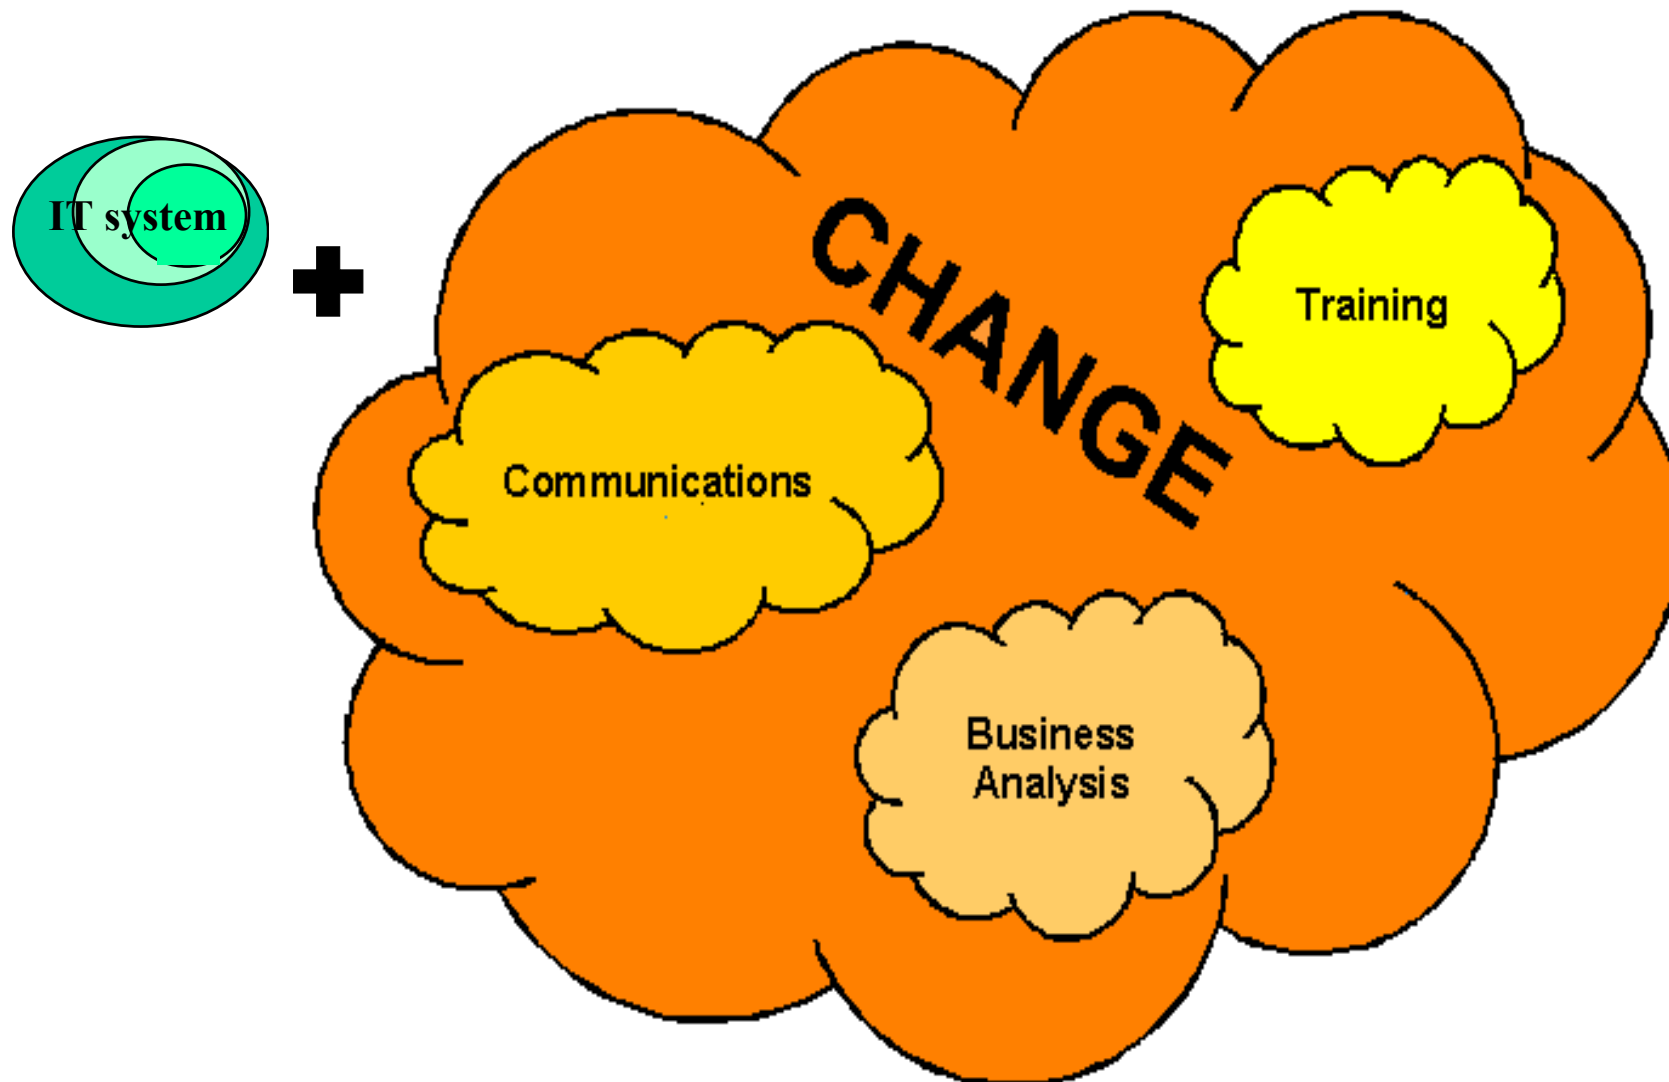 IT system
CHANGE
Training
Communications
Business
Analysis